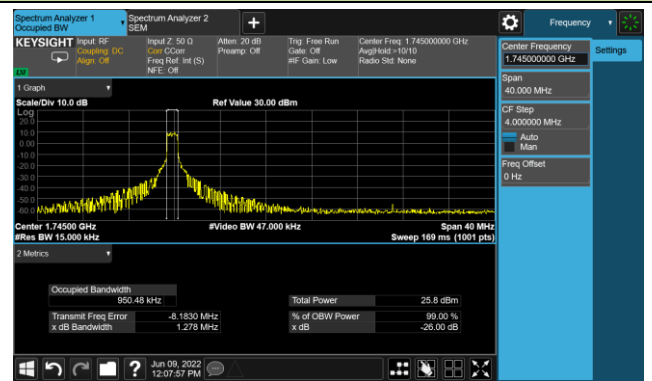 Spectrum Analyzer 1
Occupied BW
Spectrum Analyzer 2
SEM
Frequency
KEYSIGHT
Input: RF
Coupling: DC
Align: Off
Input Z: 50 Ω
Corr CCorr
Freq Ref: Int (S)
NFE: Off
Atten: 20 dB
Preamp: Off
Trig: Free Run
Gate: Off
#IF Gain: Low
Center Freq: 1.745000000 GHz
Avg|Hold:>10/10
Radio Std: None
Center Frequency
1.745000000 GHz
Settings
Span
40.000 MHz
CF Step
4.000000 MHz
Auto
Man
Freq Offset
0 Hz
1 Graph
Scale/Div 10.0 dB
Ref Value 30.00 dBm
Log
20.0
10.0
0.00
-10.0
-20.0
-30.0
-40.0
-50.0
-60.0
Center 1.74500 GHz
#Video BW 47.000 kHz
Span 40 MHz
#Res BW 15.000 kHz
Sweep 169 ms (1001 pts)
2 Metrics
Occupied Bandwidth
950.48 kHz
Total Power
25.8 dBm
Transmit Freq Error
-8.1830 MHz
% of OBW Power
99.00 %
x dB Bandwidth
1.278 MHz
x dB
-26.00 dB
?
Jun 09, 2022
12:07:57 PM